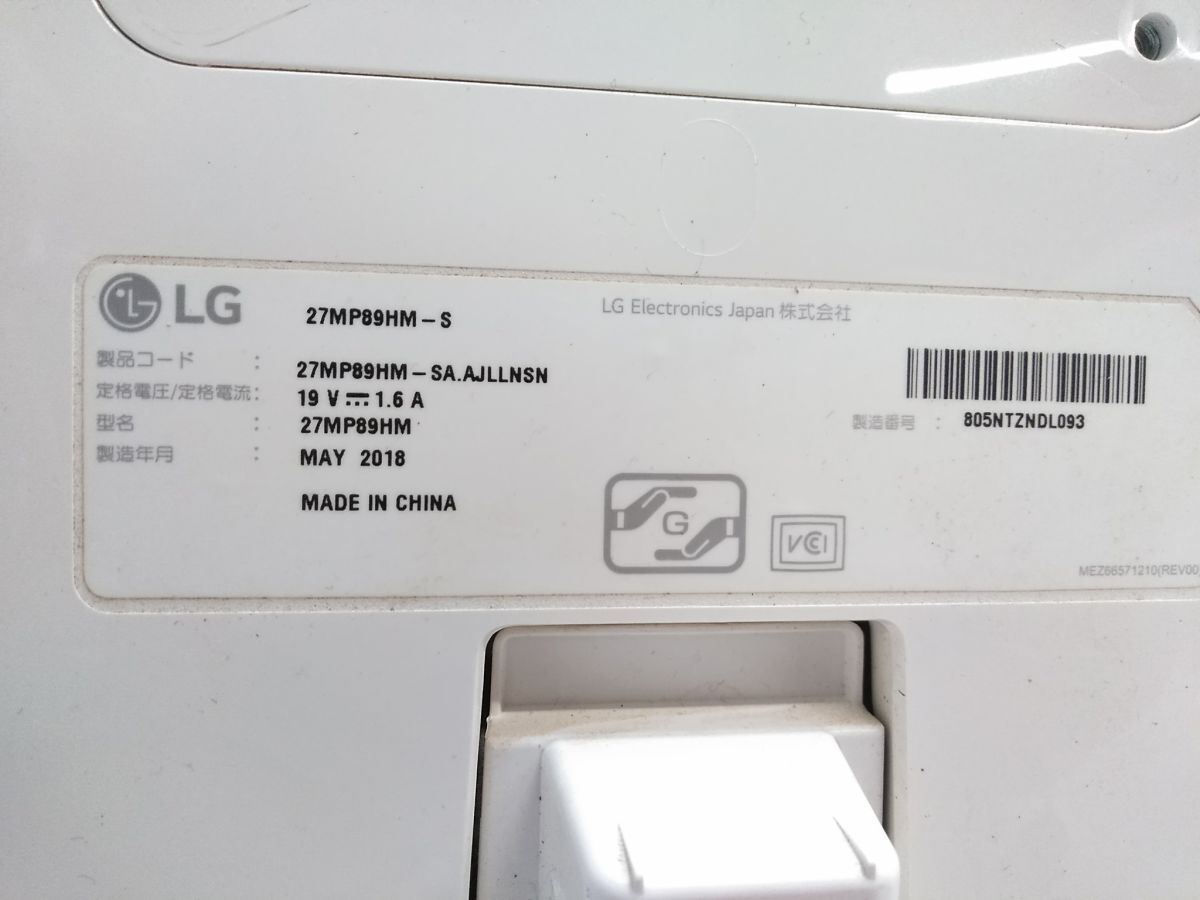 LG
27MP89HM-S
LG Electronics Japan 株式会社
製品コード : 27MP89HM-SA.AJLLNSN
定格電圧/定格電流: 19 V ⎓ 1.6 A
型名 : 27MP89HM
製造年月 : MAY 2018
MADE IN CHINA
製造番号 : 805NTZNDL093
G
VCCI
MEZ66571210(REV00)